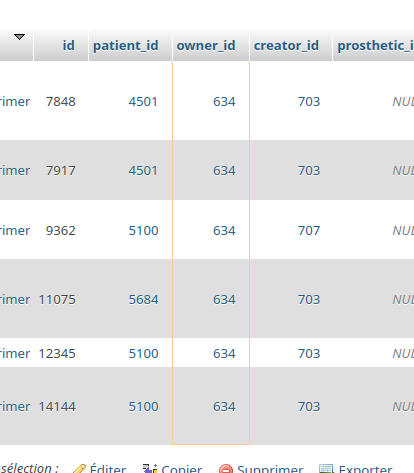 id patient_id owner_id creator_id prosthetic_i
rimer 7848 4501 634 703 NUL
rimer 7917 4501 634 703 NUL
rimer 9362 5100 634 707 NUL
rimer 11075 5684 634 703 NUL
rimer 12345 5100 634 703 NUL
rimer 14144 5100 634 703 NUL
sélection : Éditer Copier Supprimer Exporter